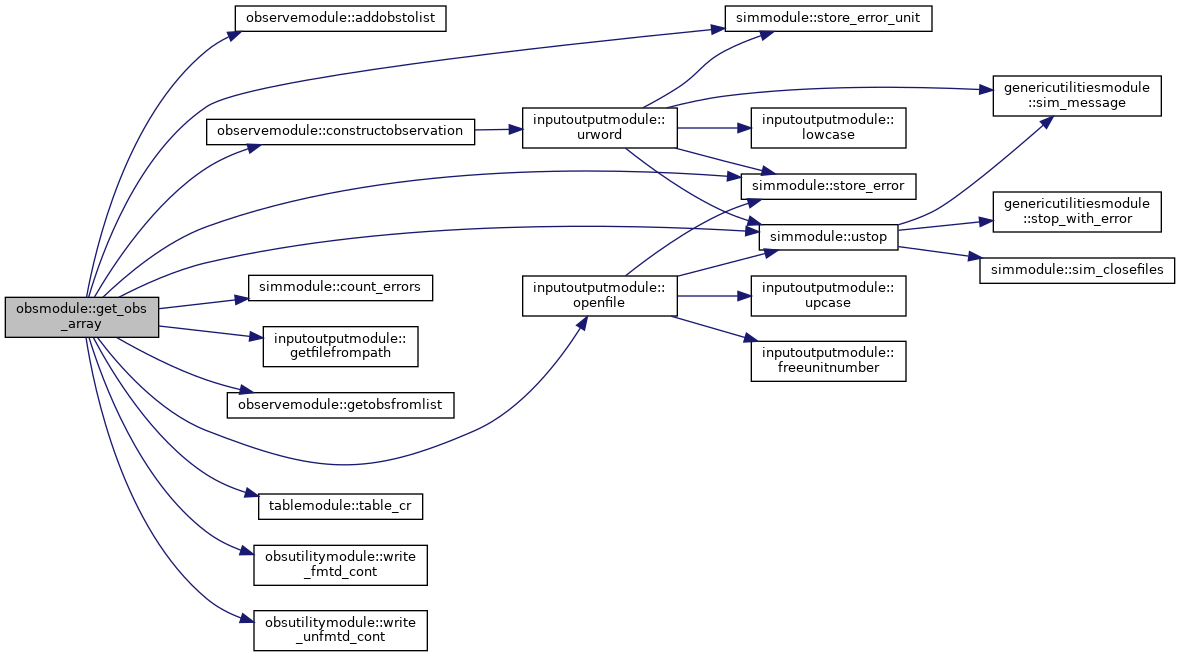 observemodule::addobstolist
simmodule::store_error_unit
genericutilitiesmodule
::sim_message
inputoutputmodule::
urword
inputoutputmodule::
lowcase
observemodule::constructobservation
simmodule::store_error
genericutilitiesmodule
::stop_with_error
simmodule::ustop
simmodule::sim_closefiles
simmodule::count_errors
inputoutputmodule::
openfile
inputoutputmodule::
upcase
obsmodule::get_obs
_array
inputoutputmodule::
getfilefrompath
inputoutputmodule::
freeunitnumber
observemodule::getobsfromlist
tablemodule::table_cr
obsutilitymodule::write
_fmtd_cont
obsutilitymodule::write
_unfmtd_cont